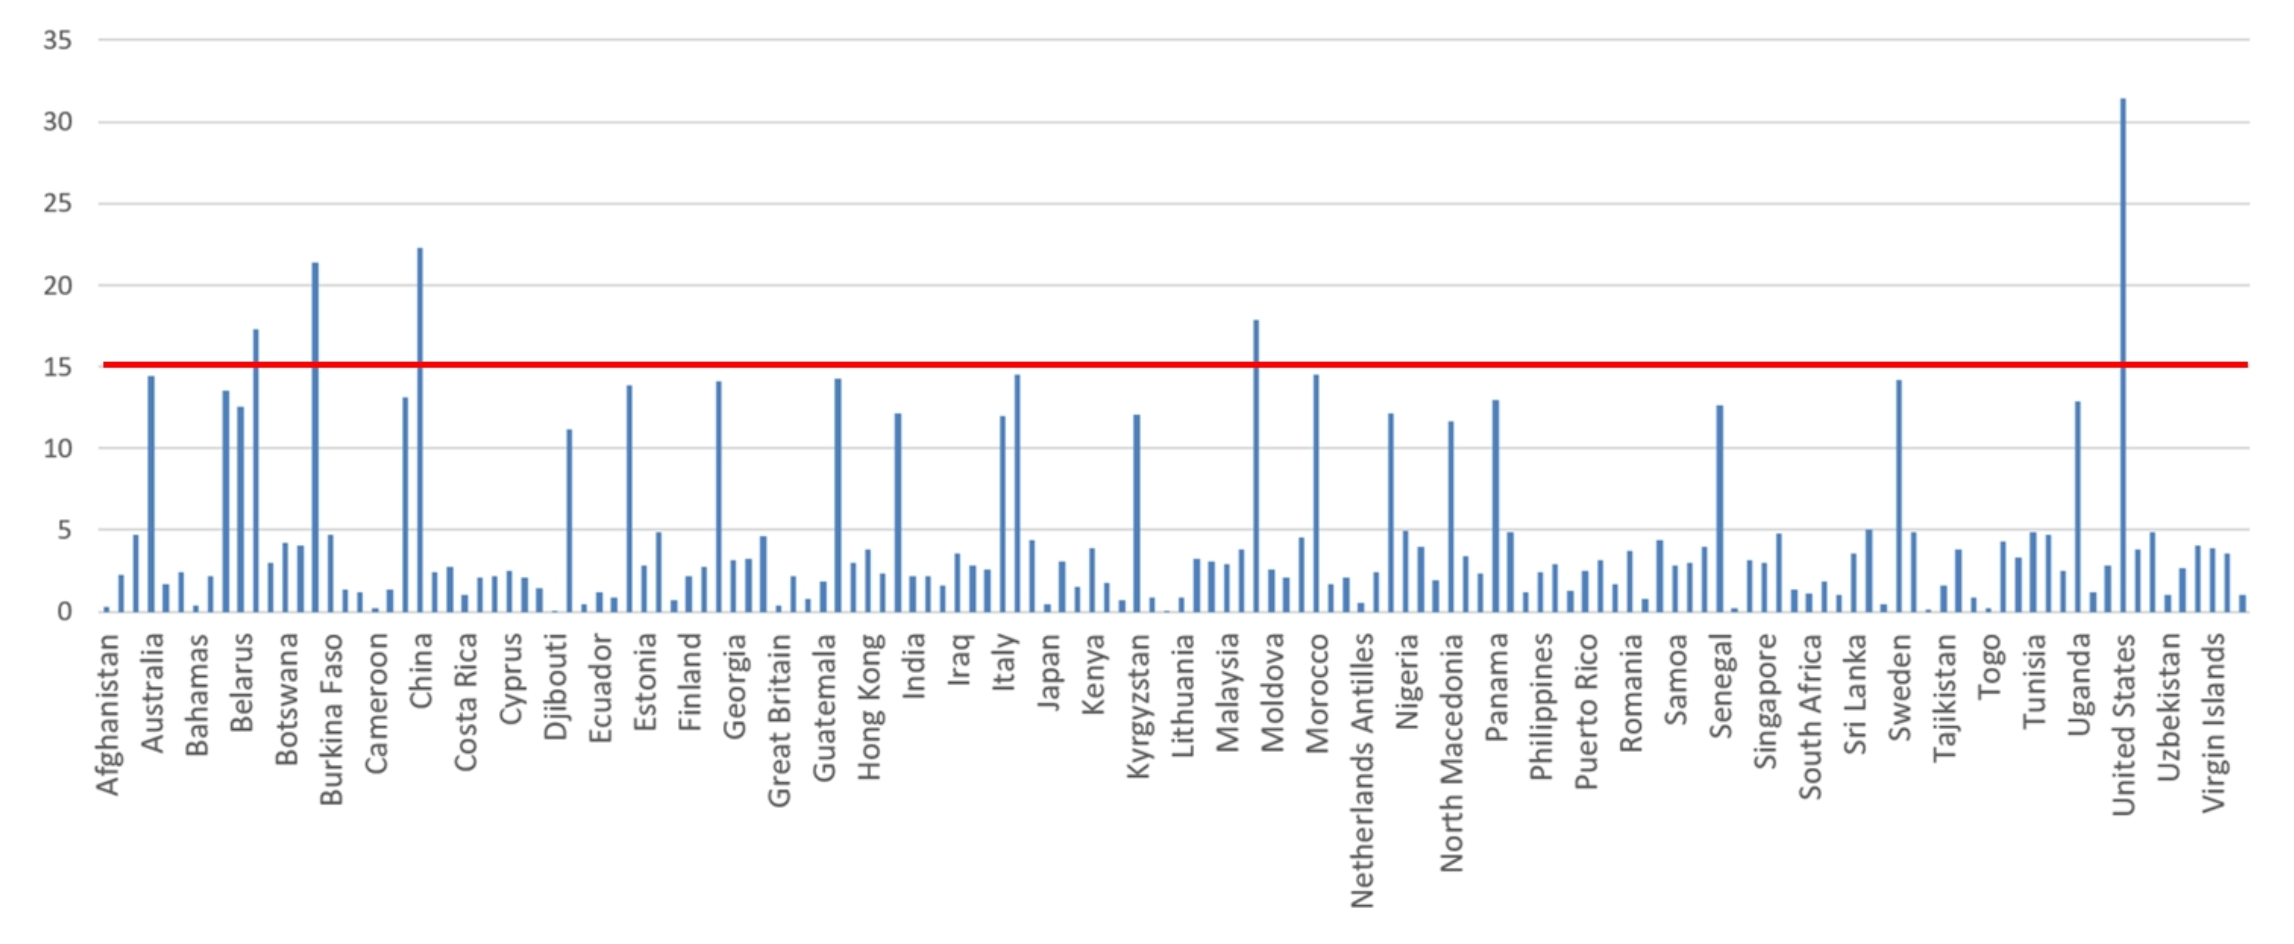 35
30
25
20
15
10
5
0
Afghanistan
Australia
Bahamas
Belarus
Botswana
Burkina Faso
Cameroon
China
Costa Rica
Cyprus
Djibouti
Ecuador
Estonia
Finland
Georgia
Great Britain
Guatemala
Hong Kong
India
Iraq
Italy
Japan
Kenya
Kyrgyzstan
Lithuania
Malaysia
Moldova
Morocco
Netherlands Antilles
Nigeria
North Macedonia
Panama
Philippines
Puerto Rico
Romania
Samoa
Senegal
Singapore
South Africa
Sri Lanka
Sweden
Tajikistan
Togo
Tunisia
Uganda
United States
Uzbekistan
Virgin Islands